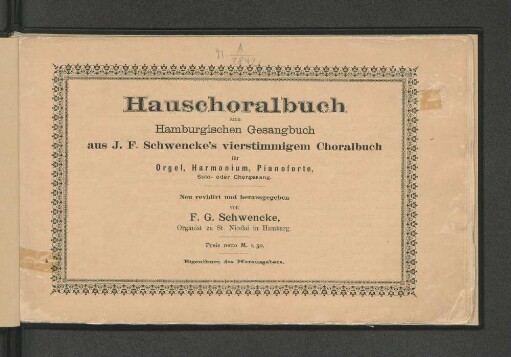 A
Hauschoralbuch
zum
Hamburgischen Gesangbuch
aus J. F. Schwencke's vierstimmigem Choralbuch
für
Orgel, Harmonium, Pianoforte,
Solo- oder Chorgesang.
Neu revidirt und herausgegeben
von
F. G. Schwencke,
Organist zu St. Nicolai in Hamburg.
Preis netto M. 1.50.
Eigenthum des Herausgebers.